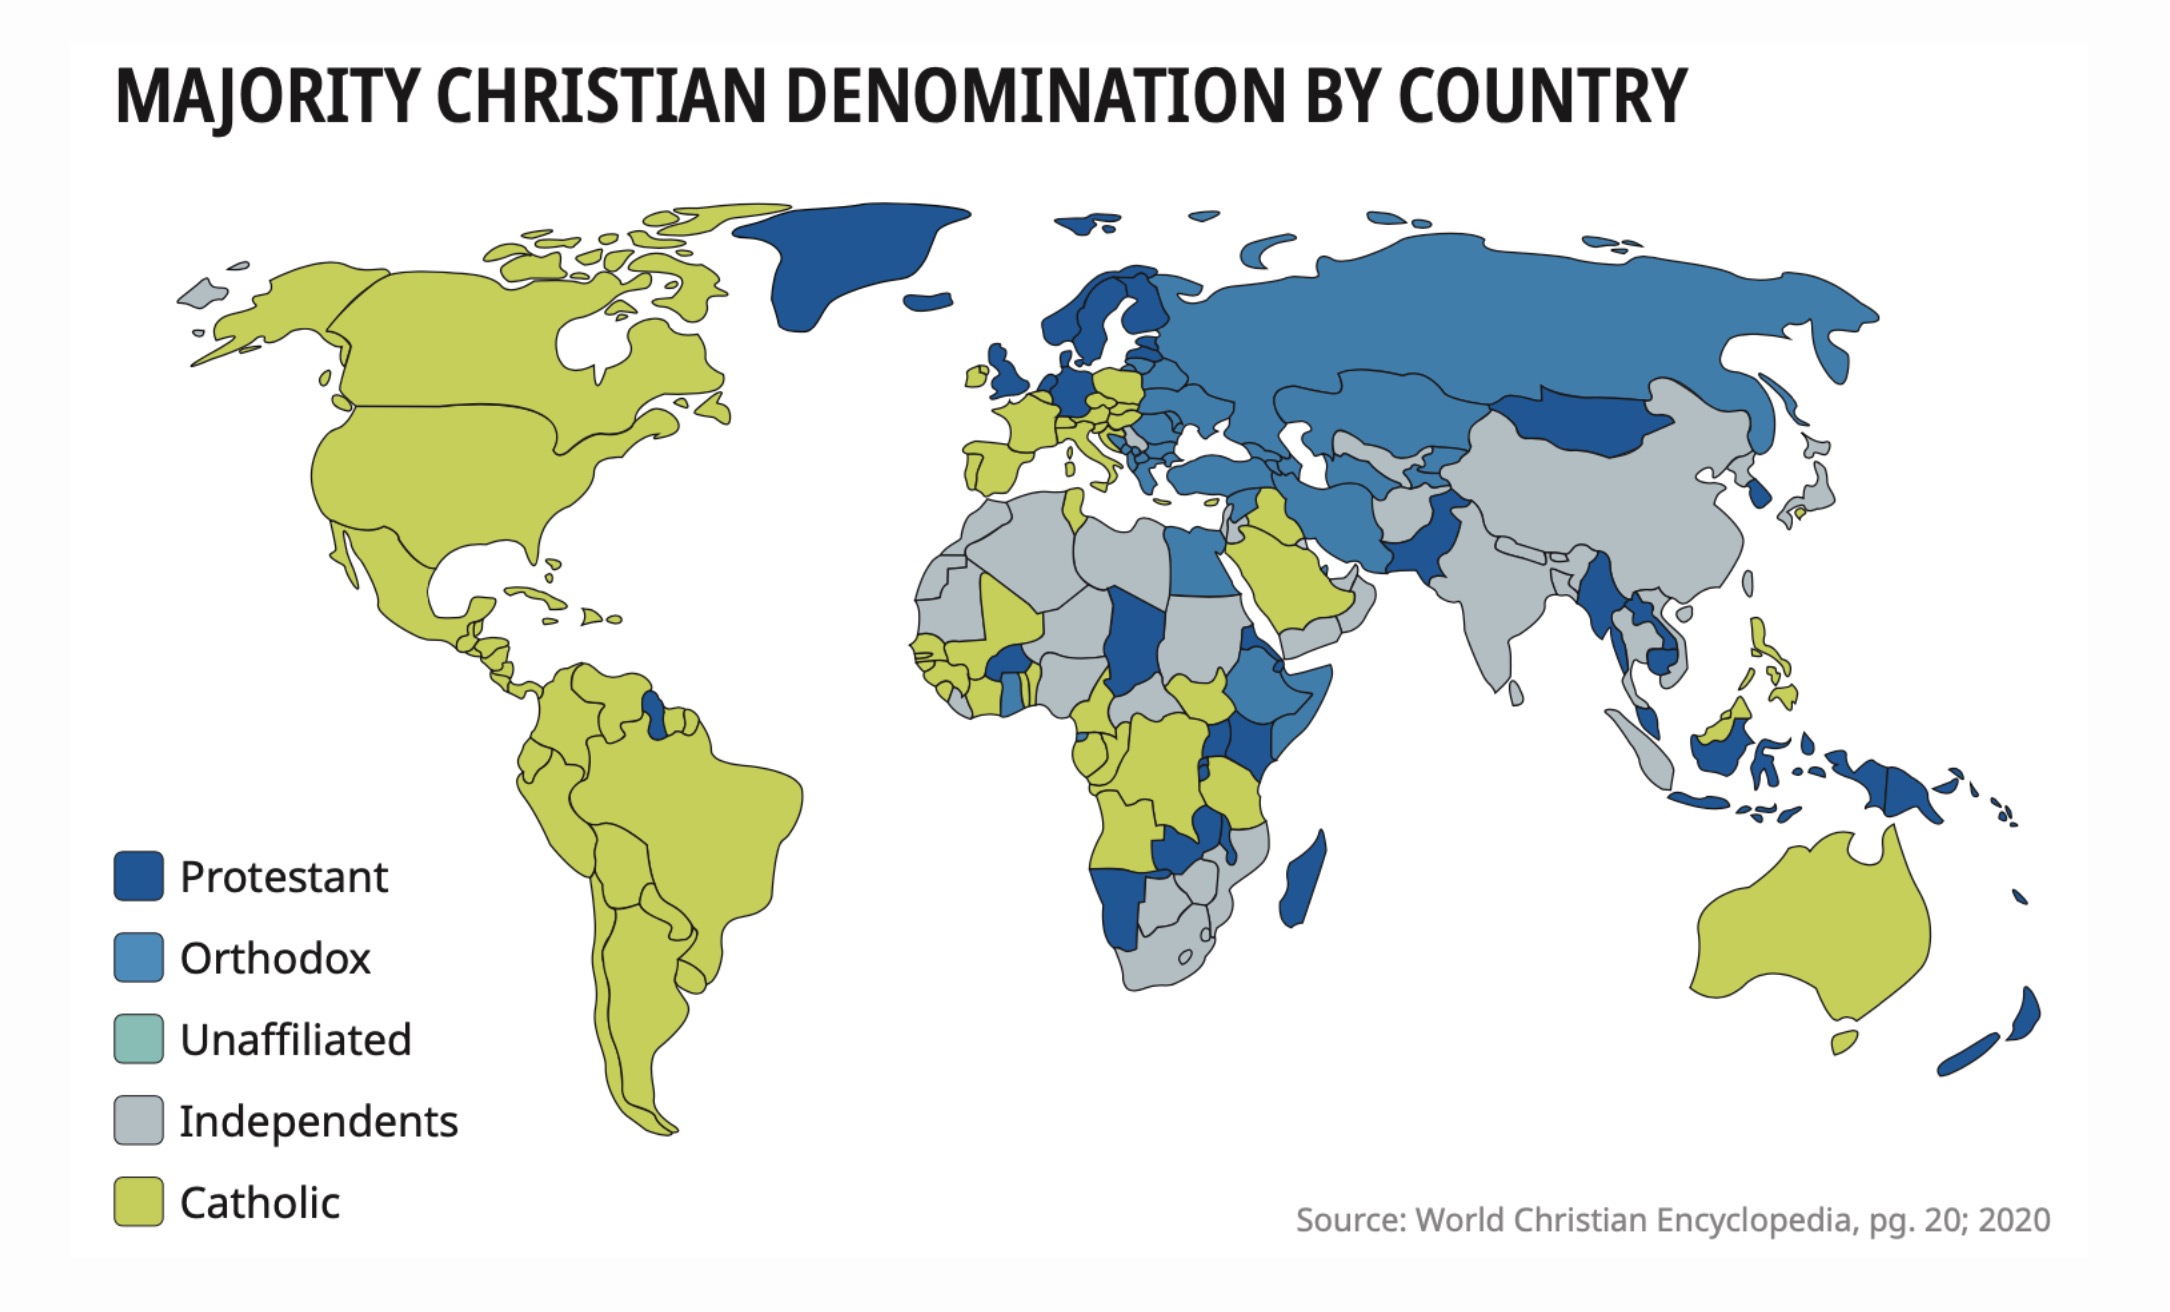 MAJORITY CHRISTIAN DENOMINATION BY COUNTRY
Protestant
Orthodox
Unaffiliated
Independents
Catholic
Source: World Christian Encyclopedia, pg. 20; 2020